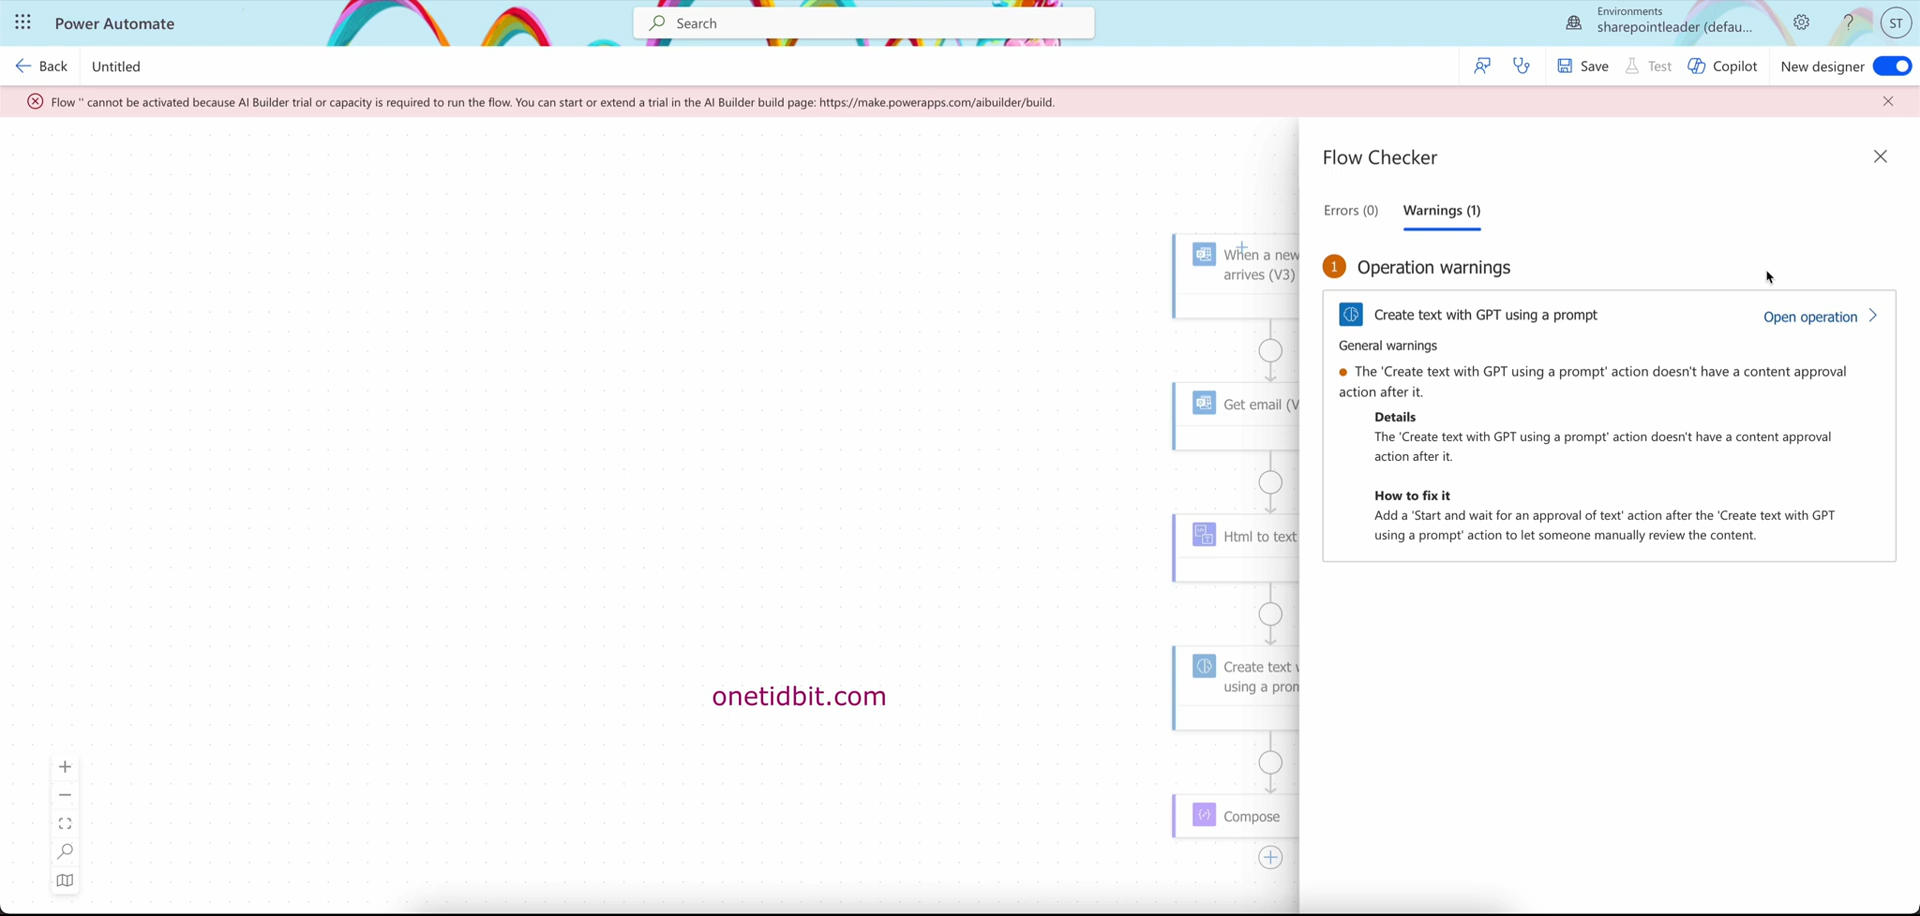 Power Automate
Search
Environments
sharepointleader (defau...
ST
Back
Untitled
Save
Test
Copilot
New designer
Flow '' cannot be activated because AI Builder trial or capacity is required to run the flow. You can start or extend a trial in the AI Builder build page: https://make.powerapps.com/aibuilder/build.
Flow Checker
Errors (0)
Warnings (1)
1
Operation warnings
Create text with GPT using a prompt
Open operation
General warnings
The 'Create text with GPT using a prompt' action doesn't have a content approval
action after it.
Details
The 'Create text with GPT using a prompt' action doesn't have a content approval
action after it.
How to fix it
Add a 'Start and wait for an approval of text' action after the 'Create text with GPT
using a prompt' action to let someone manually review the content.
When a new
arrives (V3)
Get email (V
Html to text
Create text
using a pron
Compose
onetidbit.com